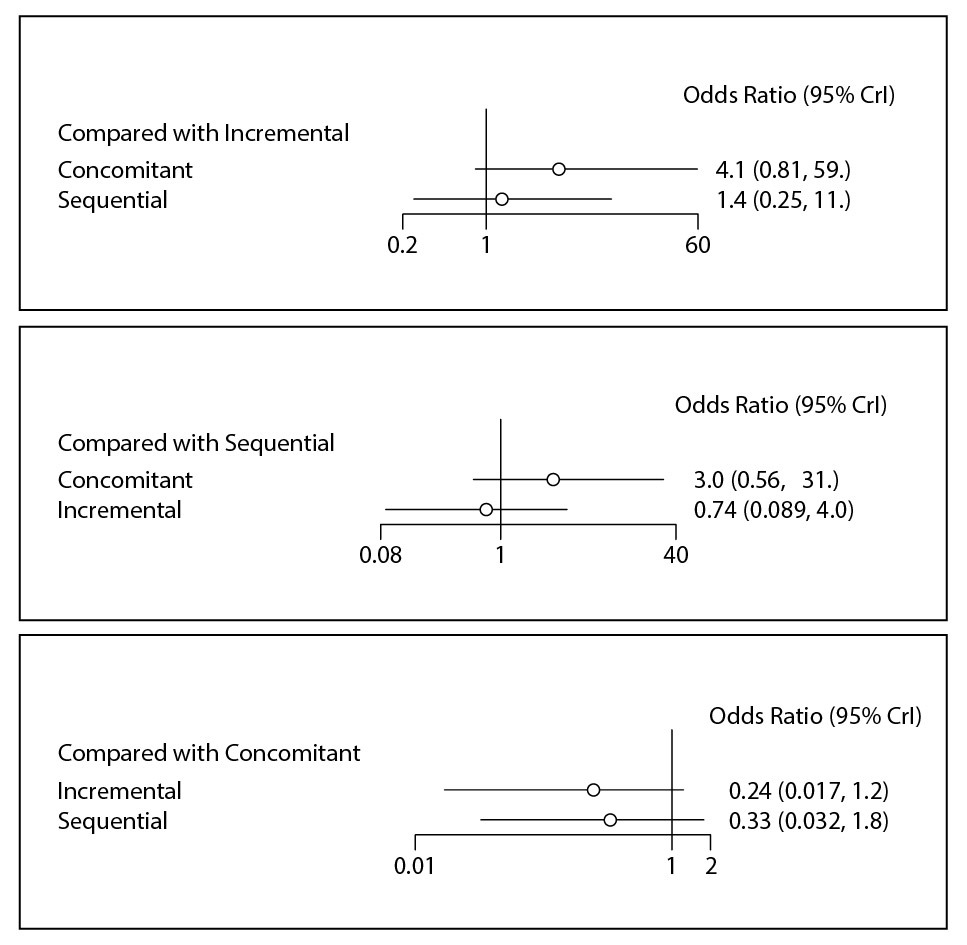 Odds Ratio (95% CrI)
Compared with Incremental
Concomitant 4.1 (0.81, 59.)
Sequential 1.4 (0.25, 11.)
0.2 1 60
Odds Ratio (95% CrI)
Compared with Sequential
Concomitant 3.0 (0.56, 31.)
Incremental 0.74 (0.089, 4.0)
0.08 1 40
Odds Ratio (95% CrI)
Compared with Concomitant
Incremental 0.24 (0.017, 1.2)
Sequential 0.33 (0.032, 1.8)
0.01 1 2